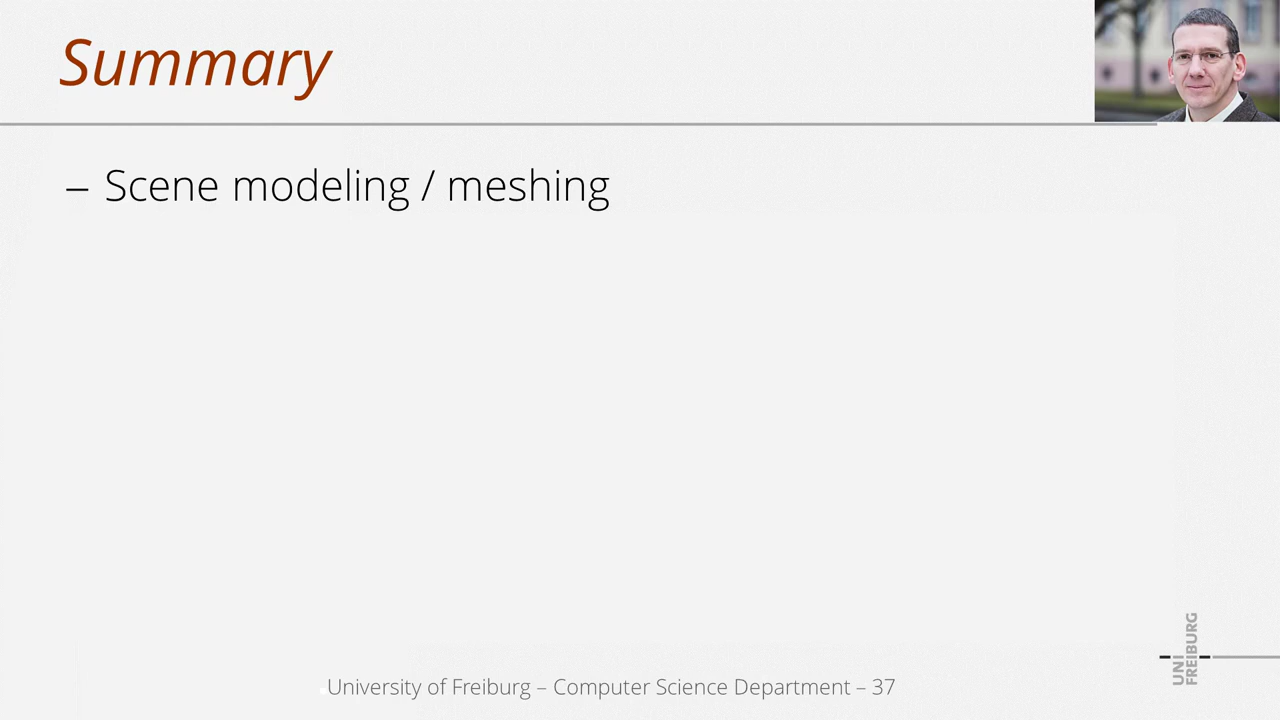 Summary
– Scene modeling / meshing
UNI
FREIBURG
University of Freiburg – Computer Science Department – 37